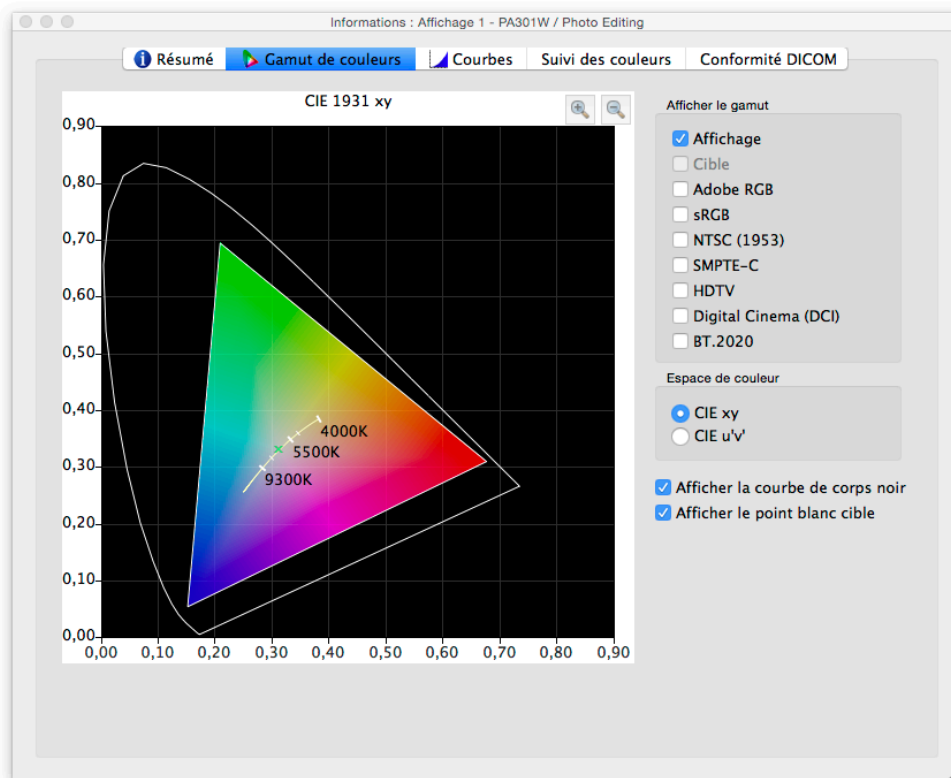 Informations : Affichage 1 - PA301W / Photo Editing
Résumé
Gamut de couleurs
Courbes
Suivi des couleurs
Conformité DICOM
CIE 1931 xy
0,90
0,80
0,70
0,60
0,50
0,40
0,30
0,20
0,10
0,00
4000K
5500K
9300K
0,00 0,10 0,20 0,30 0,40 0,50 0,60 0,70 0,80 0,90
Afficher le gamut
Affichage
Cible
Adobe RGB
sRGB
NTSC (1953)
SMPTE-C
HDTV
Digital Cinema (DCI)
BT.2020
Espace de couleur
CIE xy
CIE u'v'
Afficher la courbe de corps noir
Afficher le point blanc cible